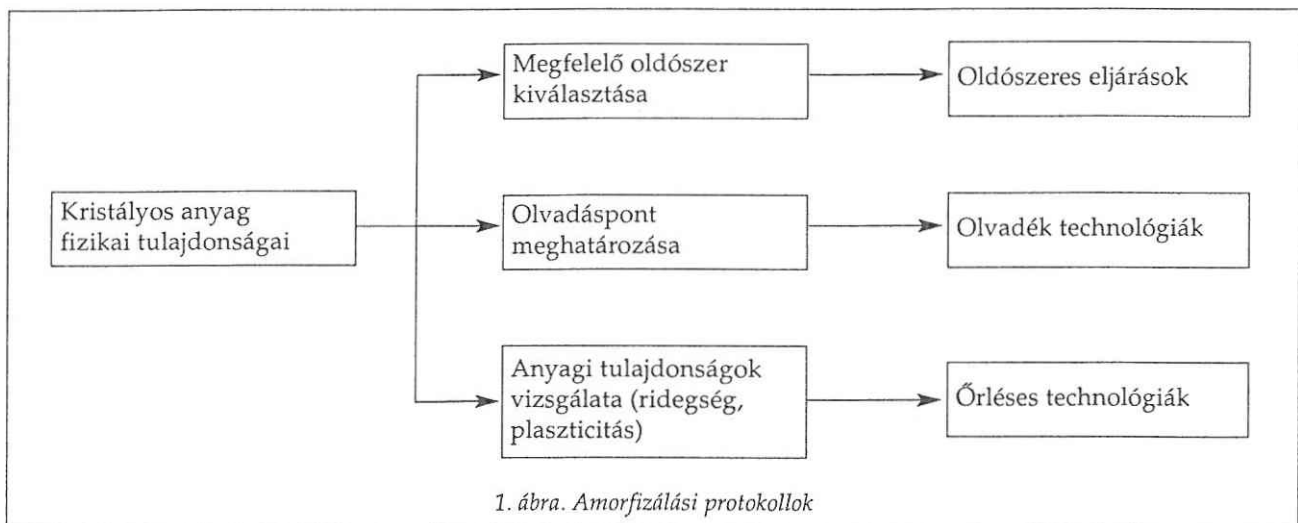 Kristályos anyag
fizikai tulajdonságai
Megfelelő oldószer
kiválasztása
Oldószeres eljárások
Olvadáspont
meghatározása
Olvadék technológiák
Anyagi tulajdonságok
vizsgálata (ridegség,
plaszticitás)
Őrléses technológiák
1. ábra. Amorfizálási protokollok